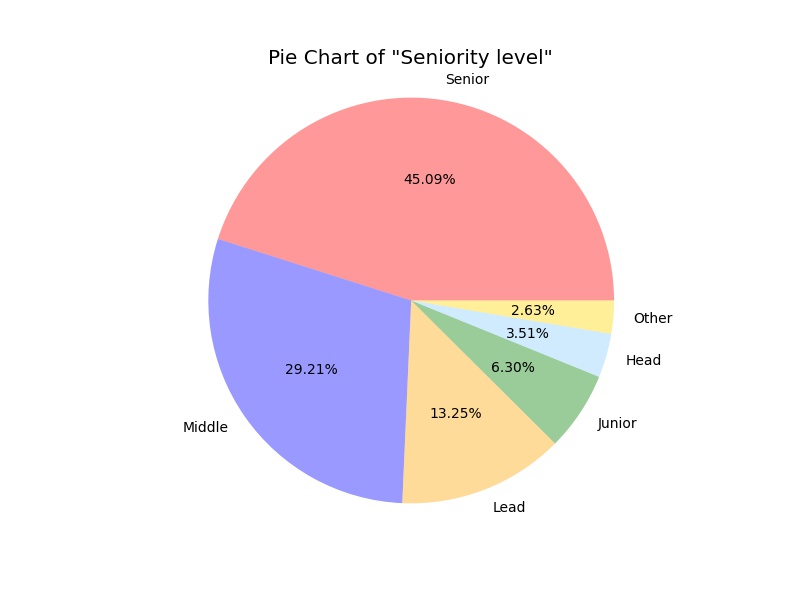 Pie Chart of "Seniority level"
Senior
45.09%
29.21%
Middle
13.25%
Lead
6.30%
Junior
3.51%
Head
2.63%
Other